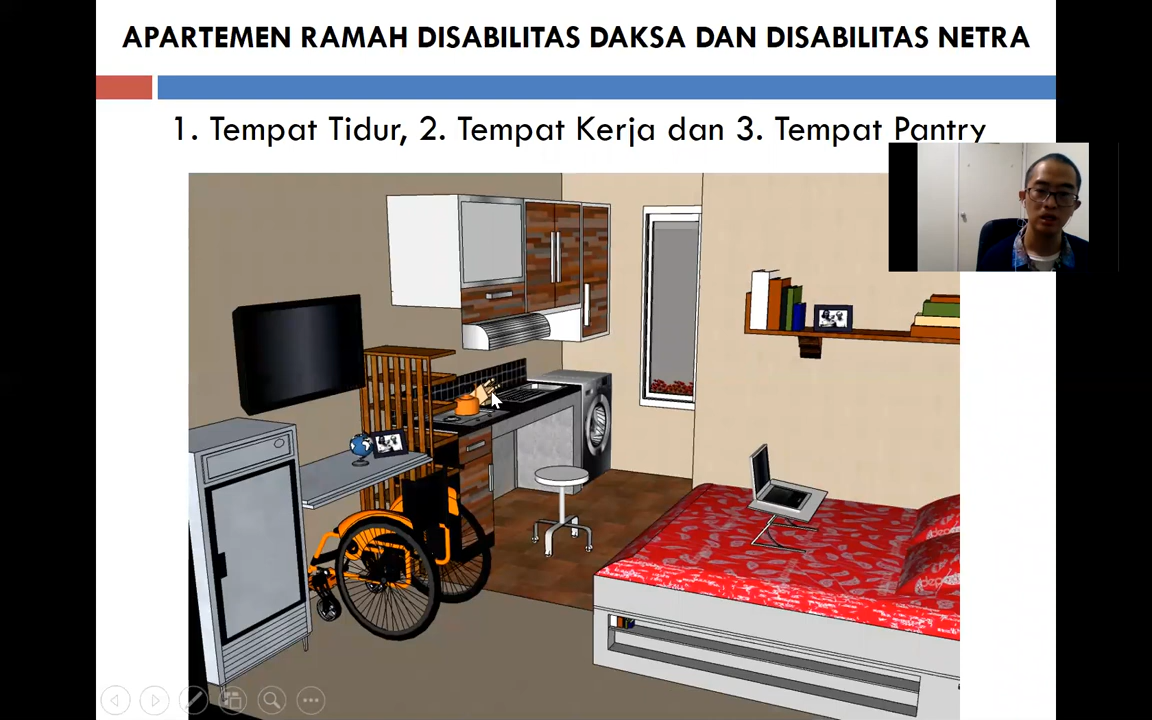 APARTEMEN RAMAH DISABILITAS DAKSA DAN DISABILITAS NETRA
1. Tempat Tidur, 2. Tempat Kerja dan 3. Tempat Pantry